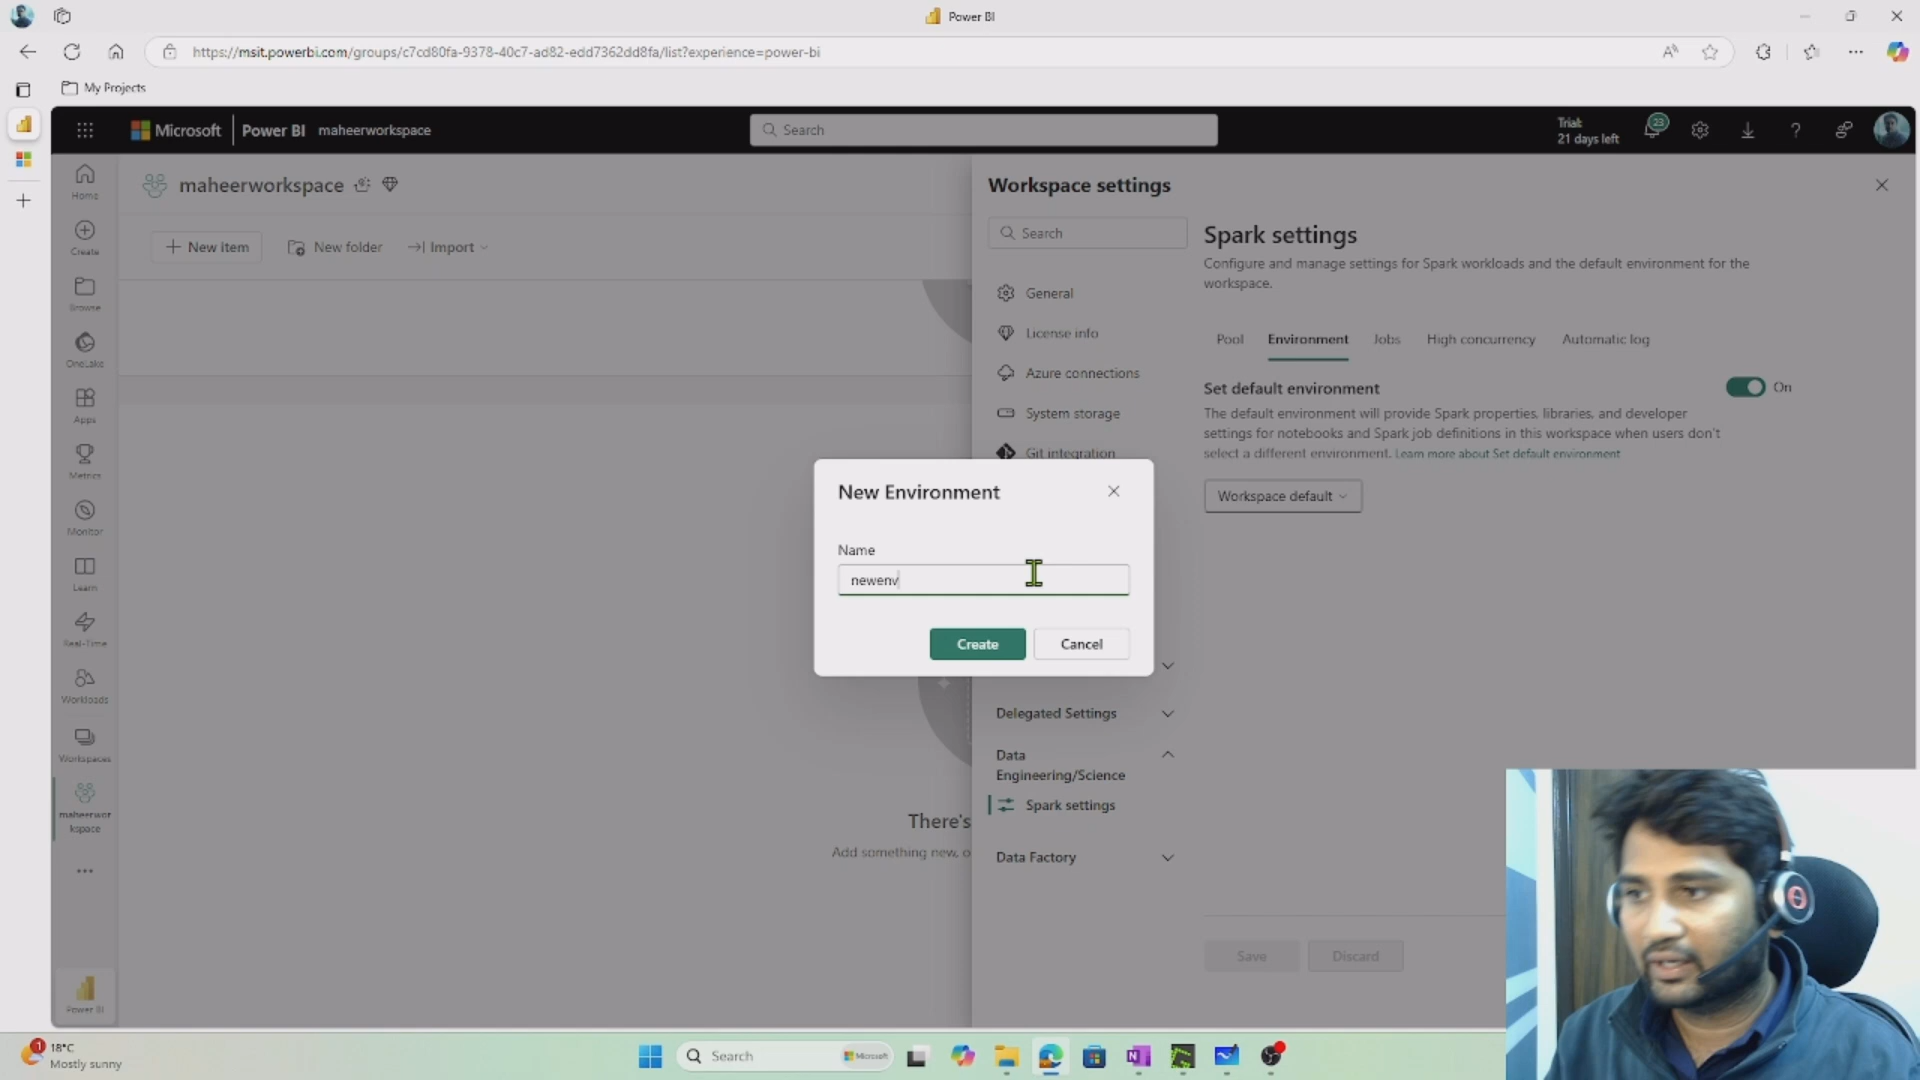 Power BI
https://msit.powerbi.com/groups/c7cd80fa-9378-40c7-ad82-edd7362dd8fa/list?experience=power-bi
My Projects
Microsoft Power BI maheerworkspace
Search
Trial:
21 days left
23
Home
Create
Browse
OneLake
Apps
Metrics
Monitor
Learn
Real-Time
Workloads
Workspaces
maheerwor
kspace
Power BI
maheerworkspace
New item
New folder
Import
There's
Add something new, o
Workspace settings
Search
General
License info
Azure connections
System storage
Git integration
Delegated Settings
Data
Engineering/Science
Spark settings
Data Factory
Spark settings
Configure and manage settings for Spark workloads and the default environment for the
workspace.
Pool Environment Jobs High concurrency Automatic log
Set default environment
On
The default environment will provide Spark properties, libraries, and developer
settings for notebooks and Spark job definitions in this workspace when users don't
select a different environment. Learn more about Set default environment
Workspace default
Save Discard
New Environment
Name
newenv
Create Cancel
1
18°C
Mostly sunny
Search
Microsoft